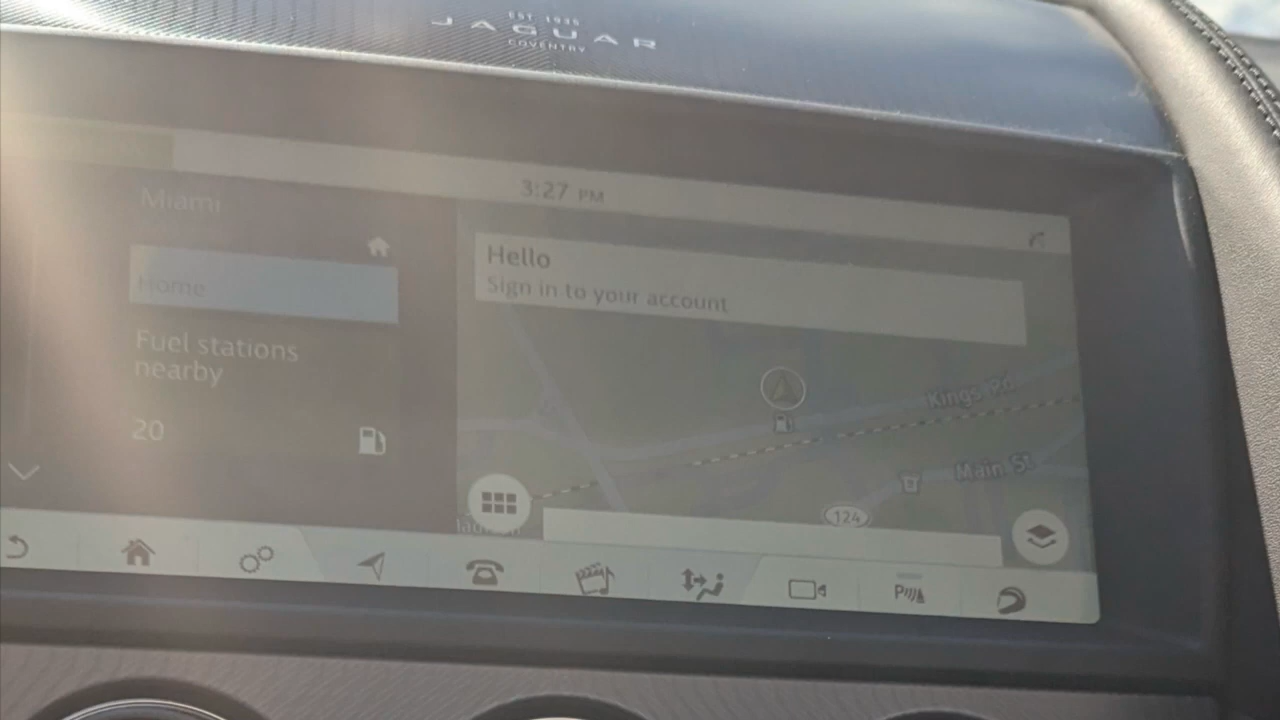 EST. 1935
JAGUAR
COVENTRY
3:27 PM
Miami
Hello
Sign in to your account
Home
Fuel stations
nearby
20
Kings Rd
Main St
124
P